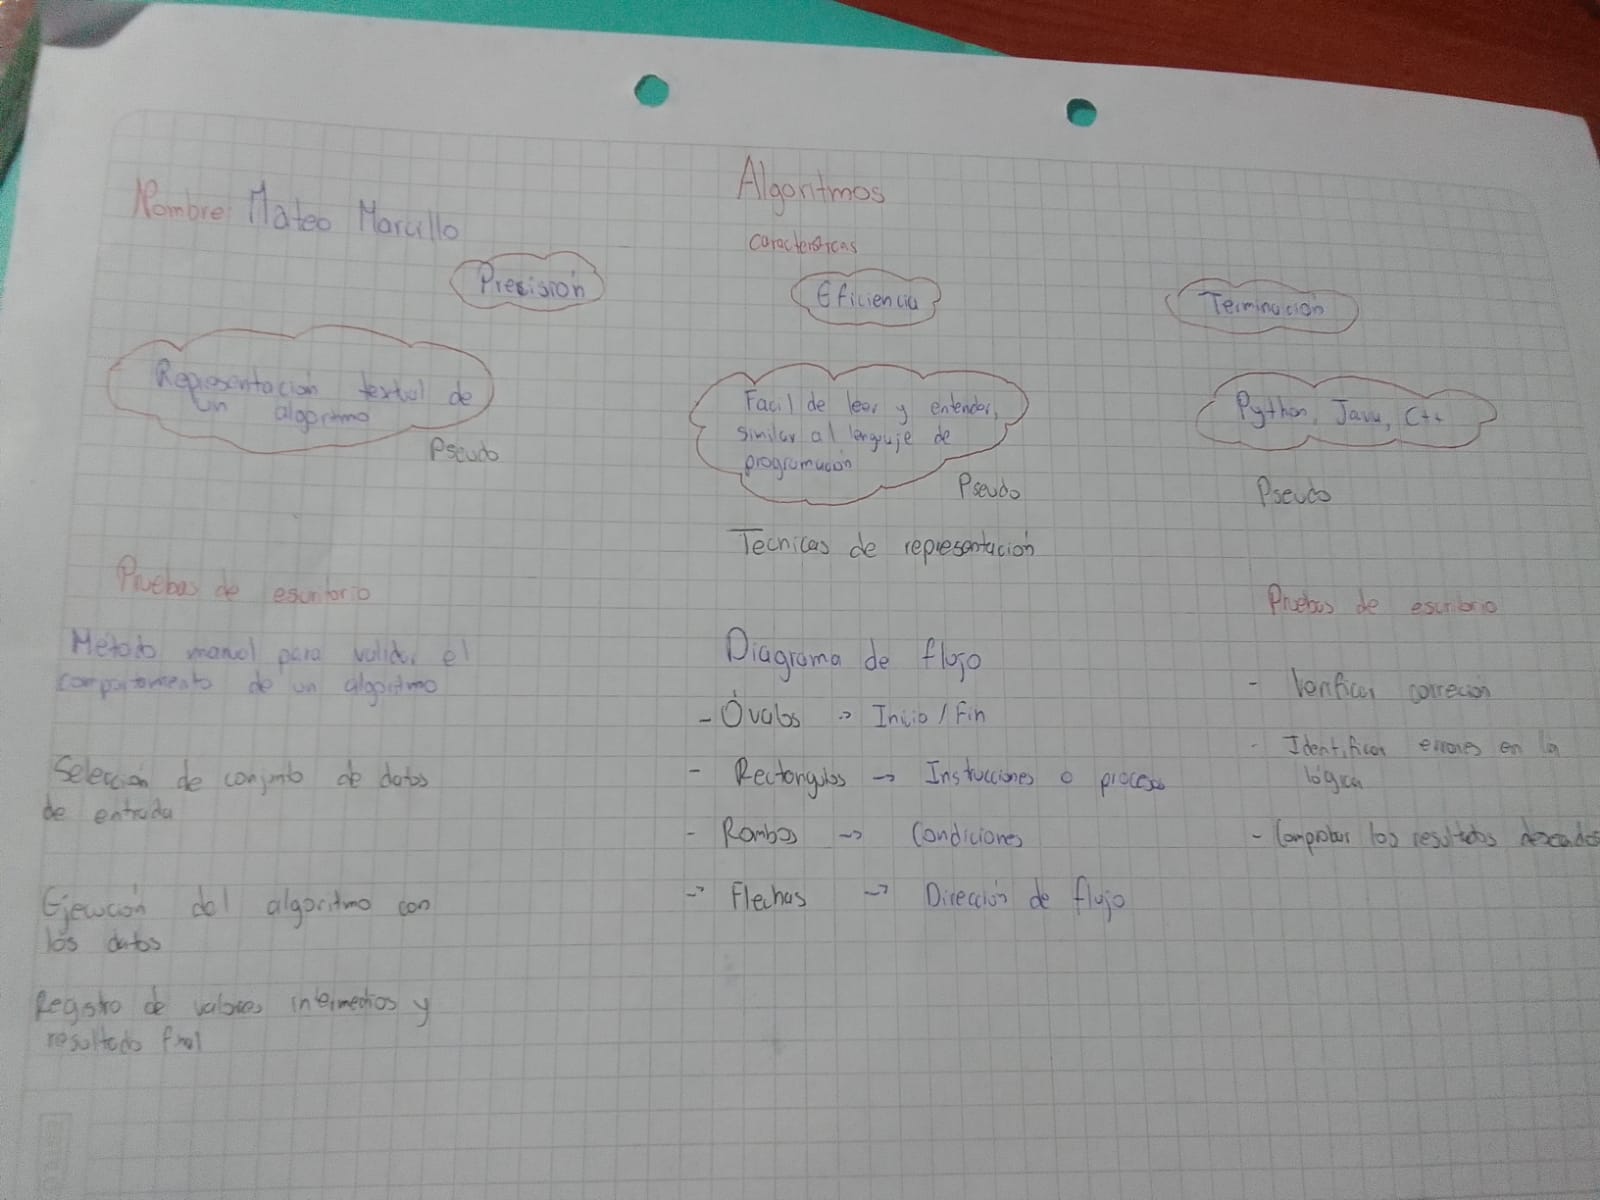 Algoritmos
Nombre: Mateo Marcillo
Caracteristicas
Precisión
Eficiencia
Terminación
Representación textual de
un algoritmo
Pseudo
Facil de leer y entender,
similar al lenguaje de
programación
Pseudo
Python, Java, C++
Pseudo
Tecnicas de representación
Pruebas de escritorio
Método manual para validar el
comportamento de un algoritmo
Selección de conjunto de datos
de entrada
Ejecución del algoritmo con
los datos
Registro de valores intermedios y
resultado final
Diagrama de flujo
- Óvalos -> Inicio / Fin
- Rectangulos -> Instucciones o procesos
- Rombos -> Condiciones
-> Flechas -> Dirección de flujo
Pruebas de escritorio
- Verificar correción
- Identificar errores en la
lógica
- Comprobar los resultados deseados